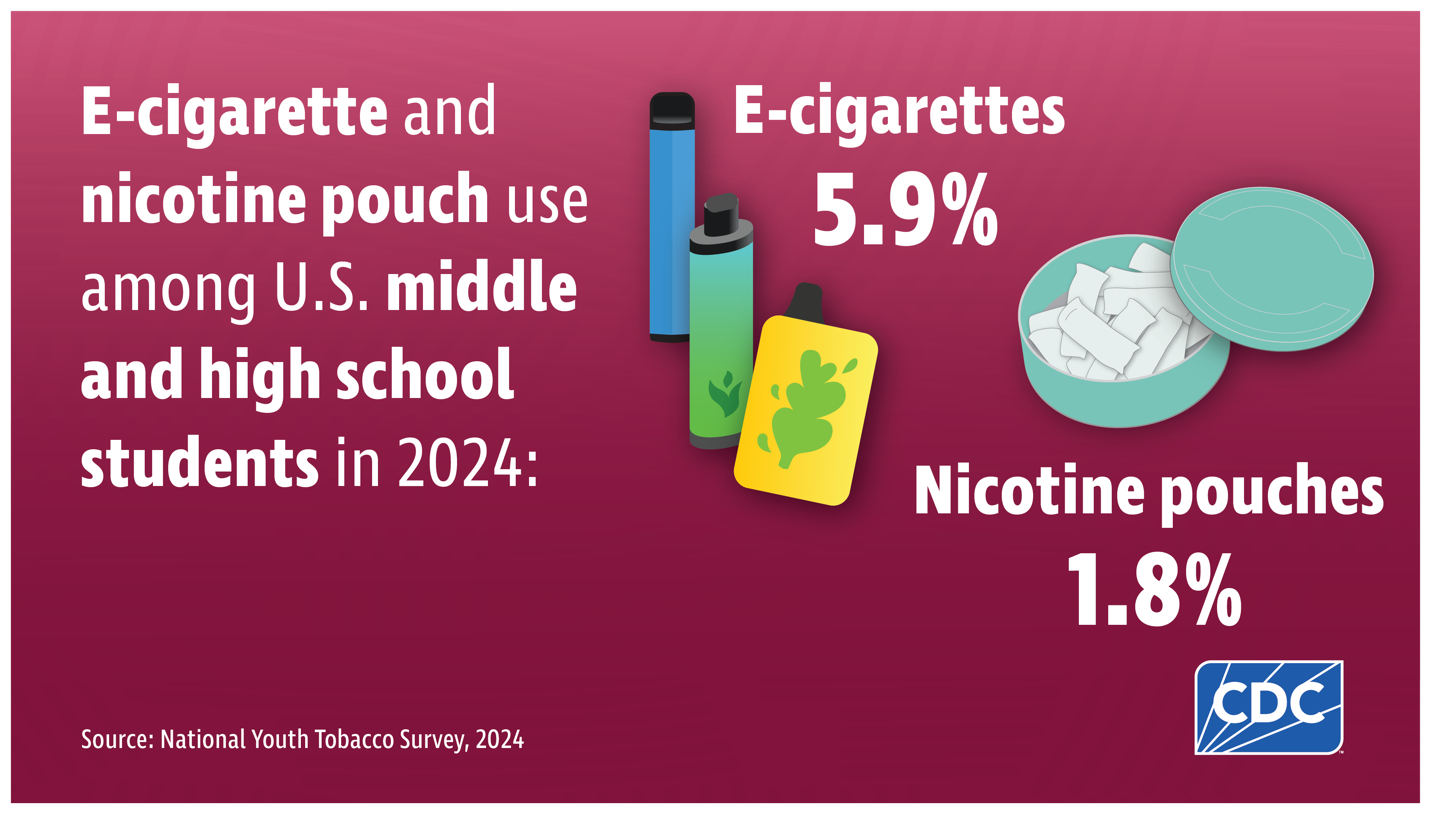 E-cigarette and
nicotine pouch use
among U.S. middle
and high school
students in 2024:
E-cigarettes
5.9%
Nicotine pouches
1.8%
Source: National Youth Tobacco Survey, 2024
CDC